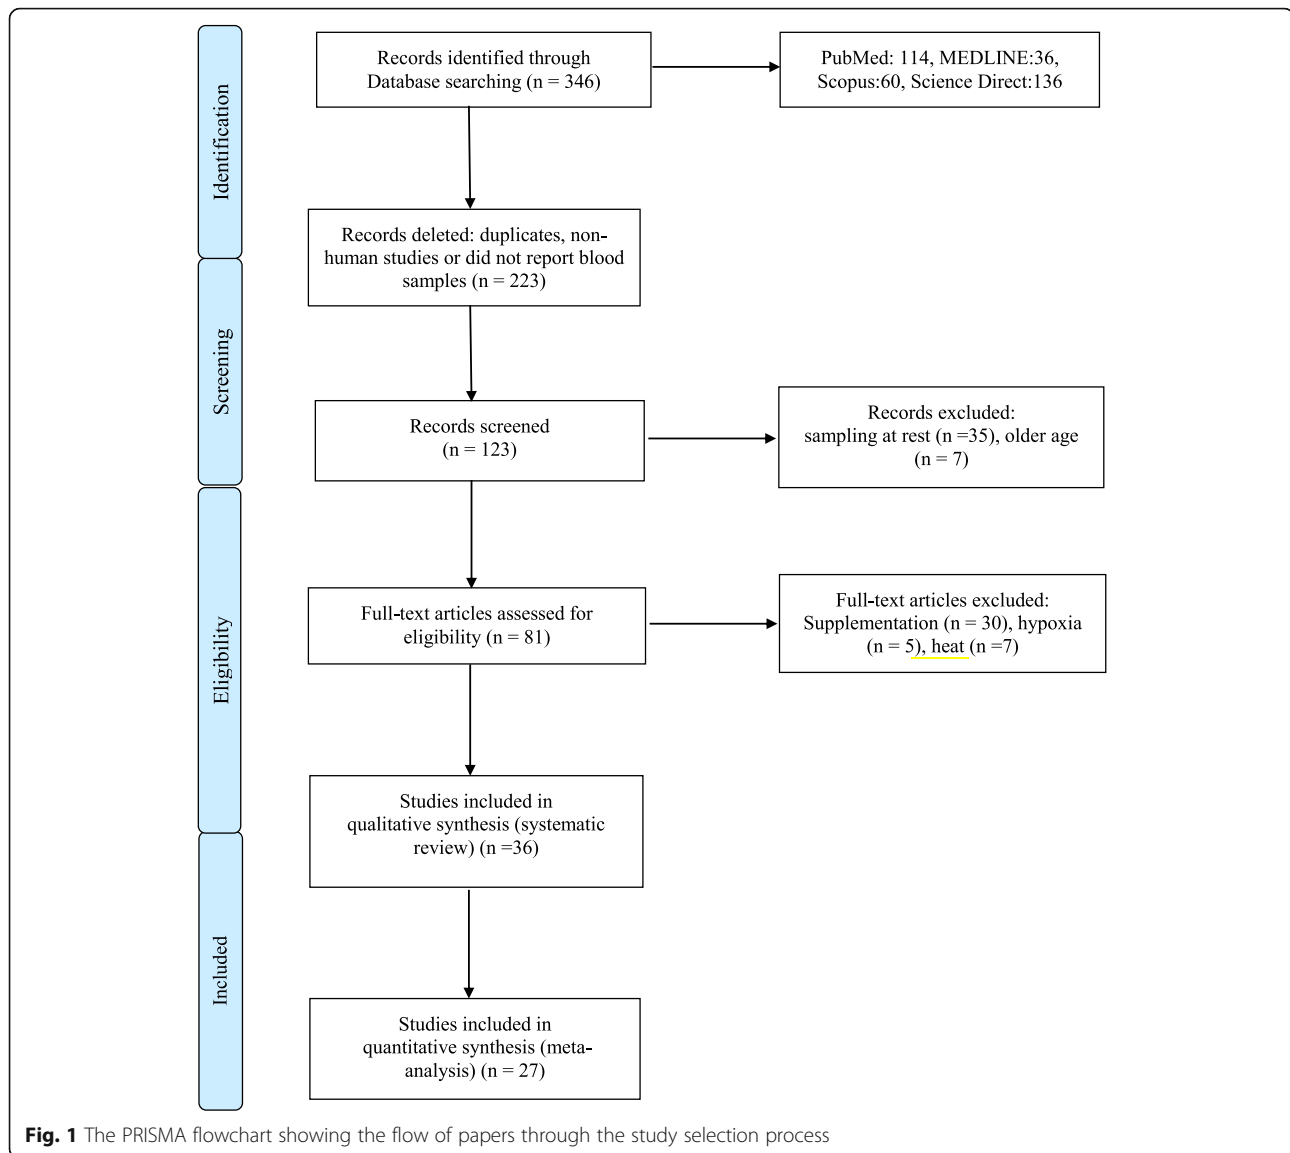 Identification
Records identified through
Database searching (n = 346)
PubMed: 114, MEDLINE:36,
Scopus:60, Science Direct:136
Records deleted: duplicates, non-
human studies or did not report blood
samples (n = 223)
Screening
Records screened
(n = 123)
Records excluded:
sampling at rest (n =35), older age
(n = 7)
Eligibility
Full-text articles assessed for
eligibility (n = 81)
Full-text articles excluded:
Supplementation (n = 30), hypoxia
(n = 5), heat (n =7)
Studies included in
qualitative synthesis (systematic
review) (n =36)
Included
Studies included in
quantitative synthesis (meta-
analysis) (n = 27)
Fig. 1 The PRISMA flowchart showing the flow of papers through the study selection process